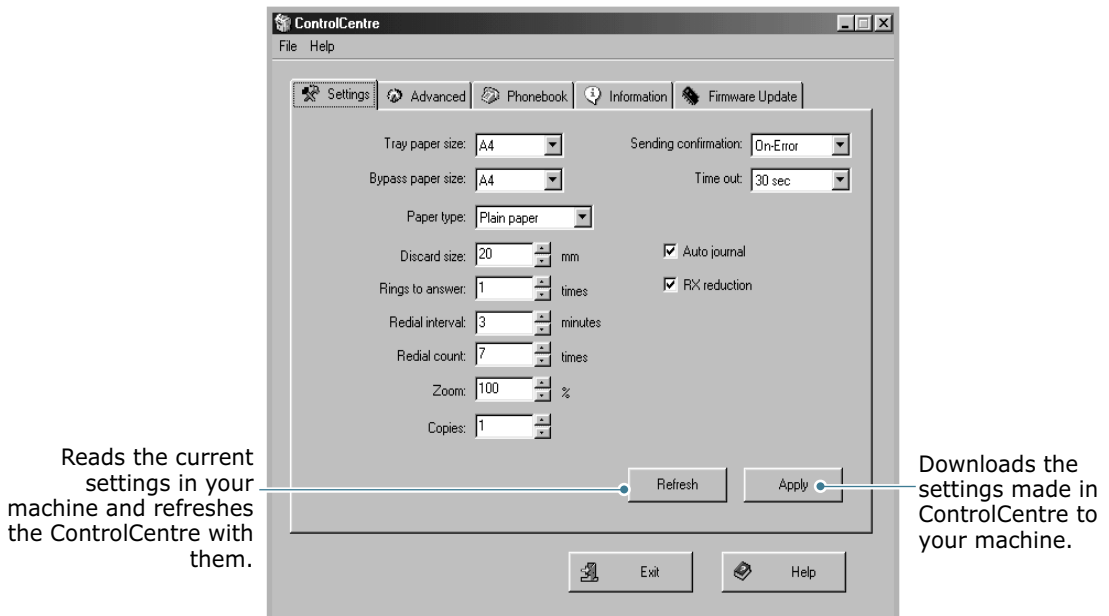 ControlCentre
File Help
Settings Advanced Phonebook Information Firmware Update
Tray paper size: A4 Sending confirmation: On-Error
Bypass paper size: A4 Time out: 30 sec
Paper type: Plain paper
Discard size: 20 mm Auto journal
Rings to answer: 1 times RX reduction
Redial interval: 3 minutes
Redial count: 7 times
Zoom: 100 %
Copies: 1
Refresh Apply
Exit Help
Reads the current
settings in your
machine and refreshes
the ControlCentre with
them.
Downloads the
settings made in
ControlCentre to
your machine.